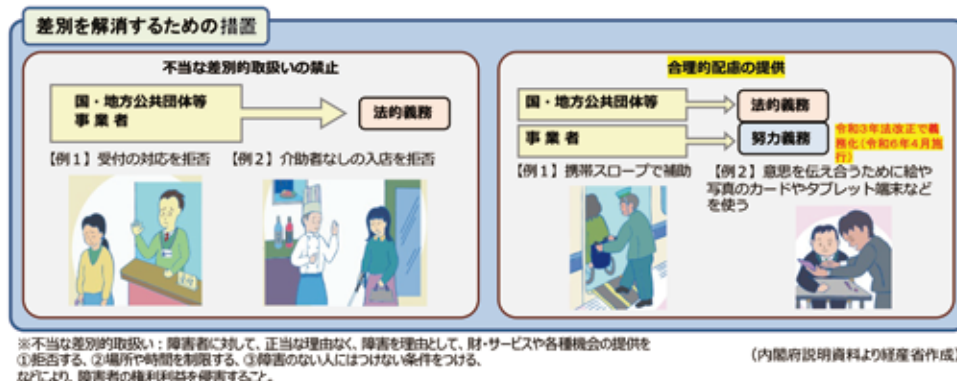 差別を解消するための措置
不当な差別的取扱いの禁止
国・地方公共団体等
事業者
法的義務
【例1】受付の対応を拒否
【例2】介助者なしの入店を拒否
合理的配慮の提供
国・地方公共団体等
法的義務
事業者
努力義務
令和3年法改正で義
務化(令和6年4月施
行)
【例1】携帯スロープで補助
【例2】意思を伝え合うために絵や
写真のカードやタブレット端末など
を使う
※不当な差別的取扱い：障害者に対して、正当な理由なく、障害を理由として、財・サービスや各種機会の提供を
①拒否する、②場所や時間を制限する、③障害のない人にはつけない条件をつける、
などにより、障害者の権利利益を侵害すること。
(内閣府説明資料より経産省作成)